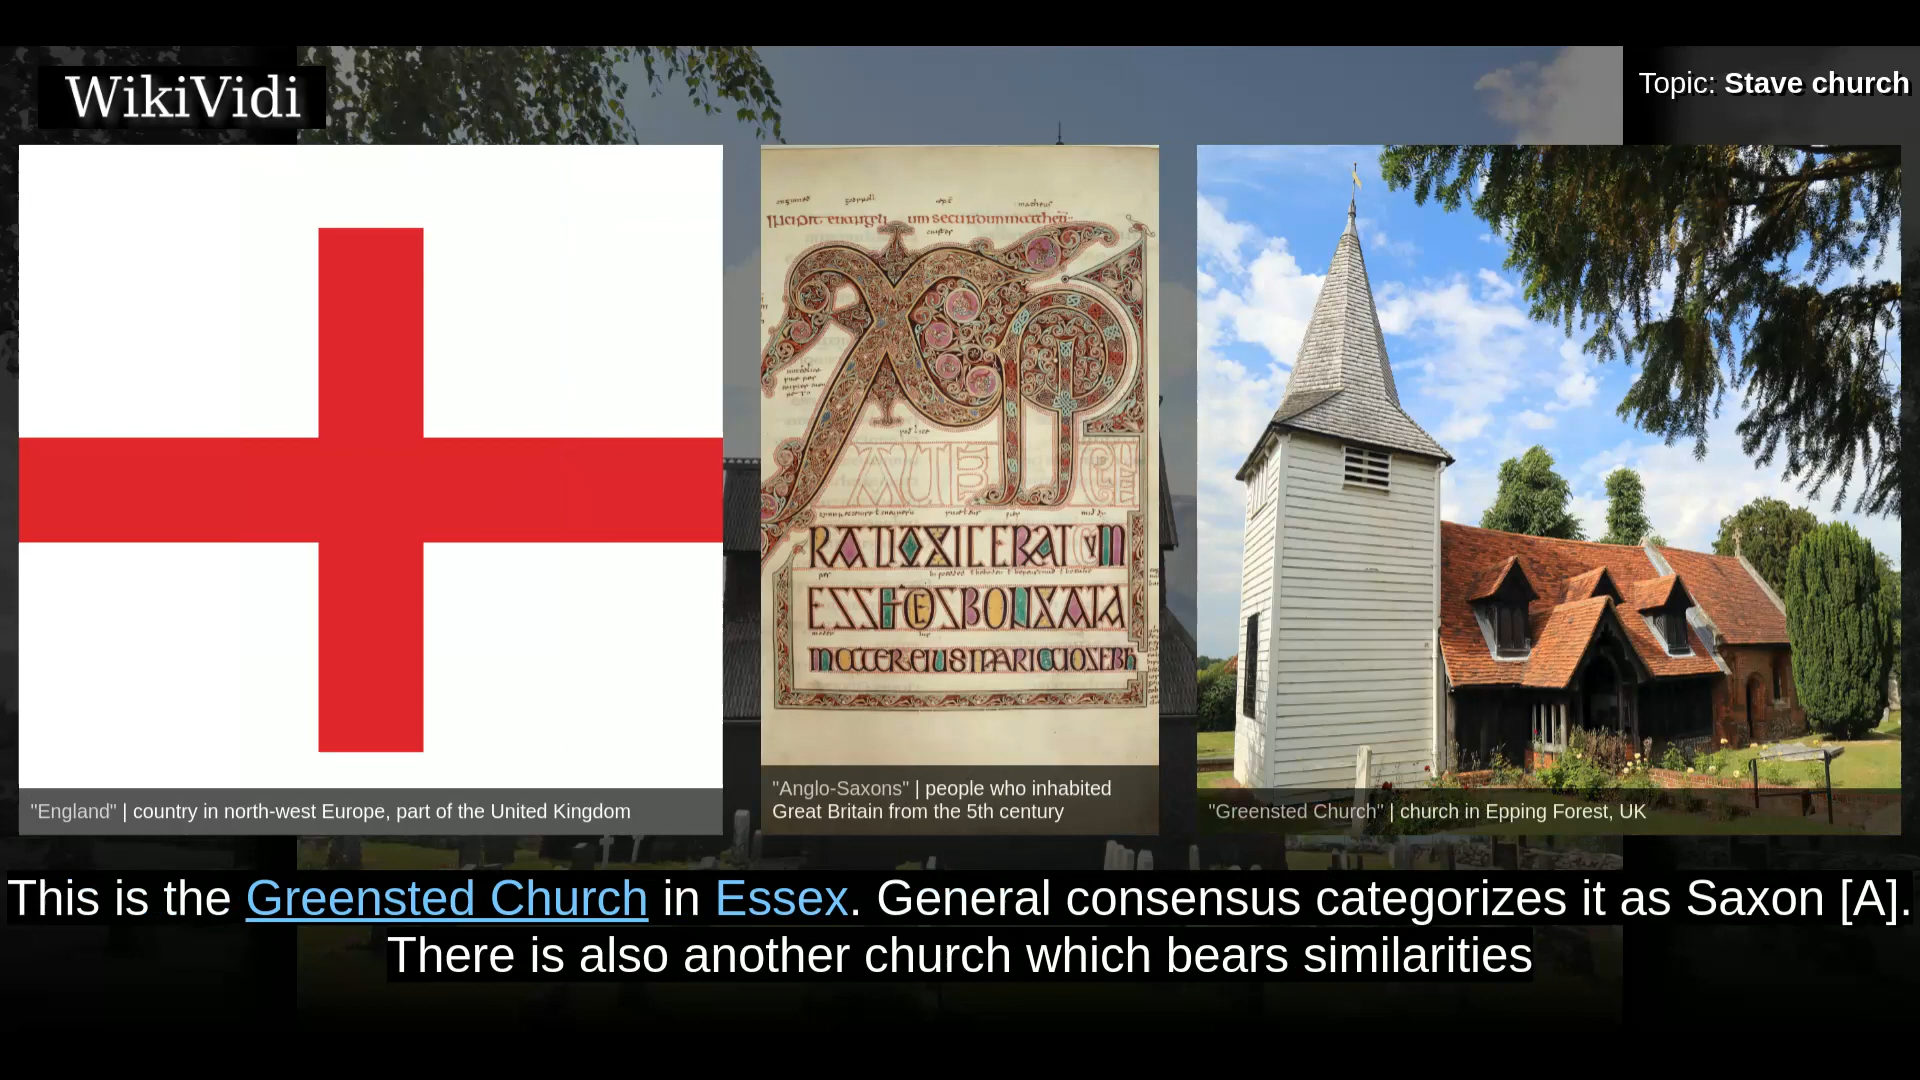 WikiVidi
Topic: Stave church
"England" | country in north-west Europe, part of the United Kingdom
"Anglo-Saxons" | people who inhabited
Great Britain from the 5th century
"Greensted Church" | church in Epping Forest, UK
This is the Greensted Church in Essex. General consensus categorizes it as Saxon [A].
There is also another church which bears similarities